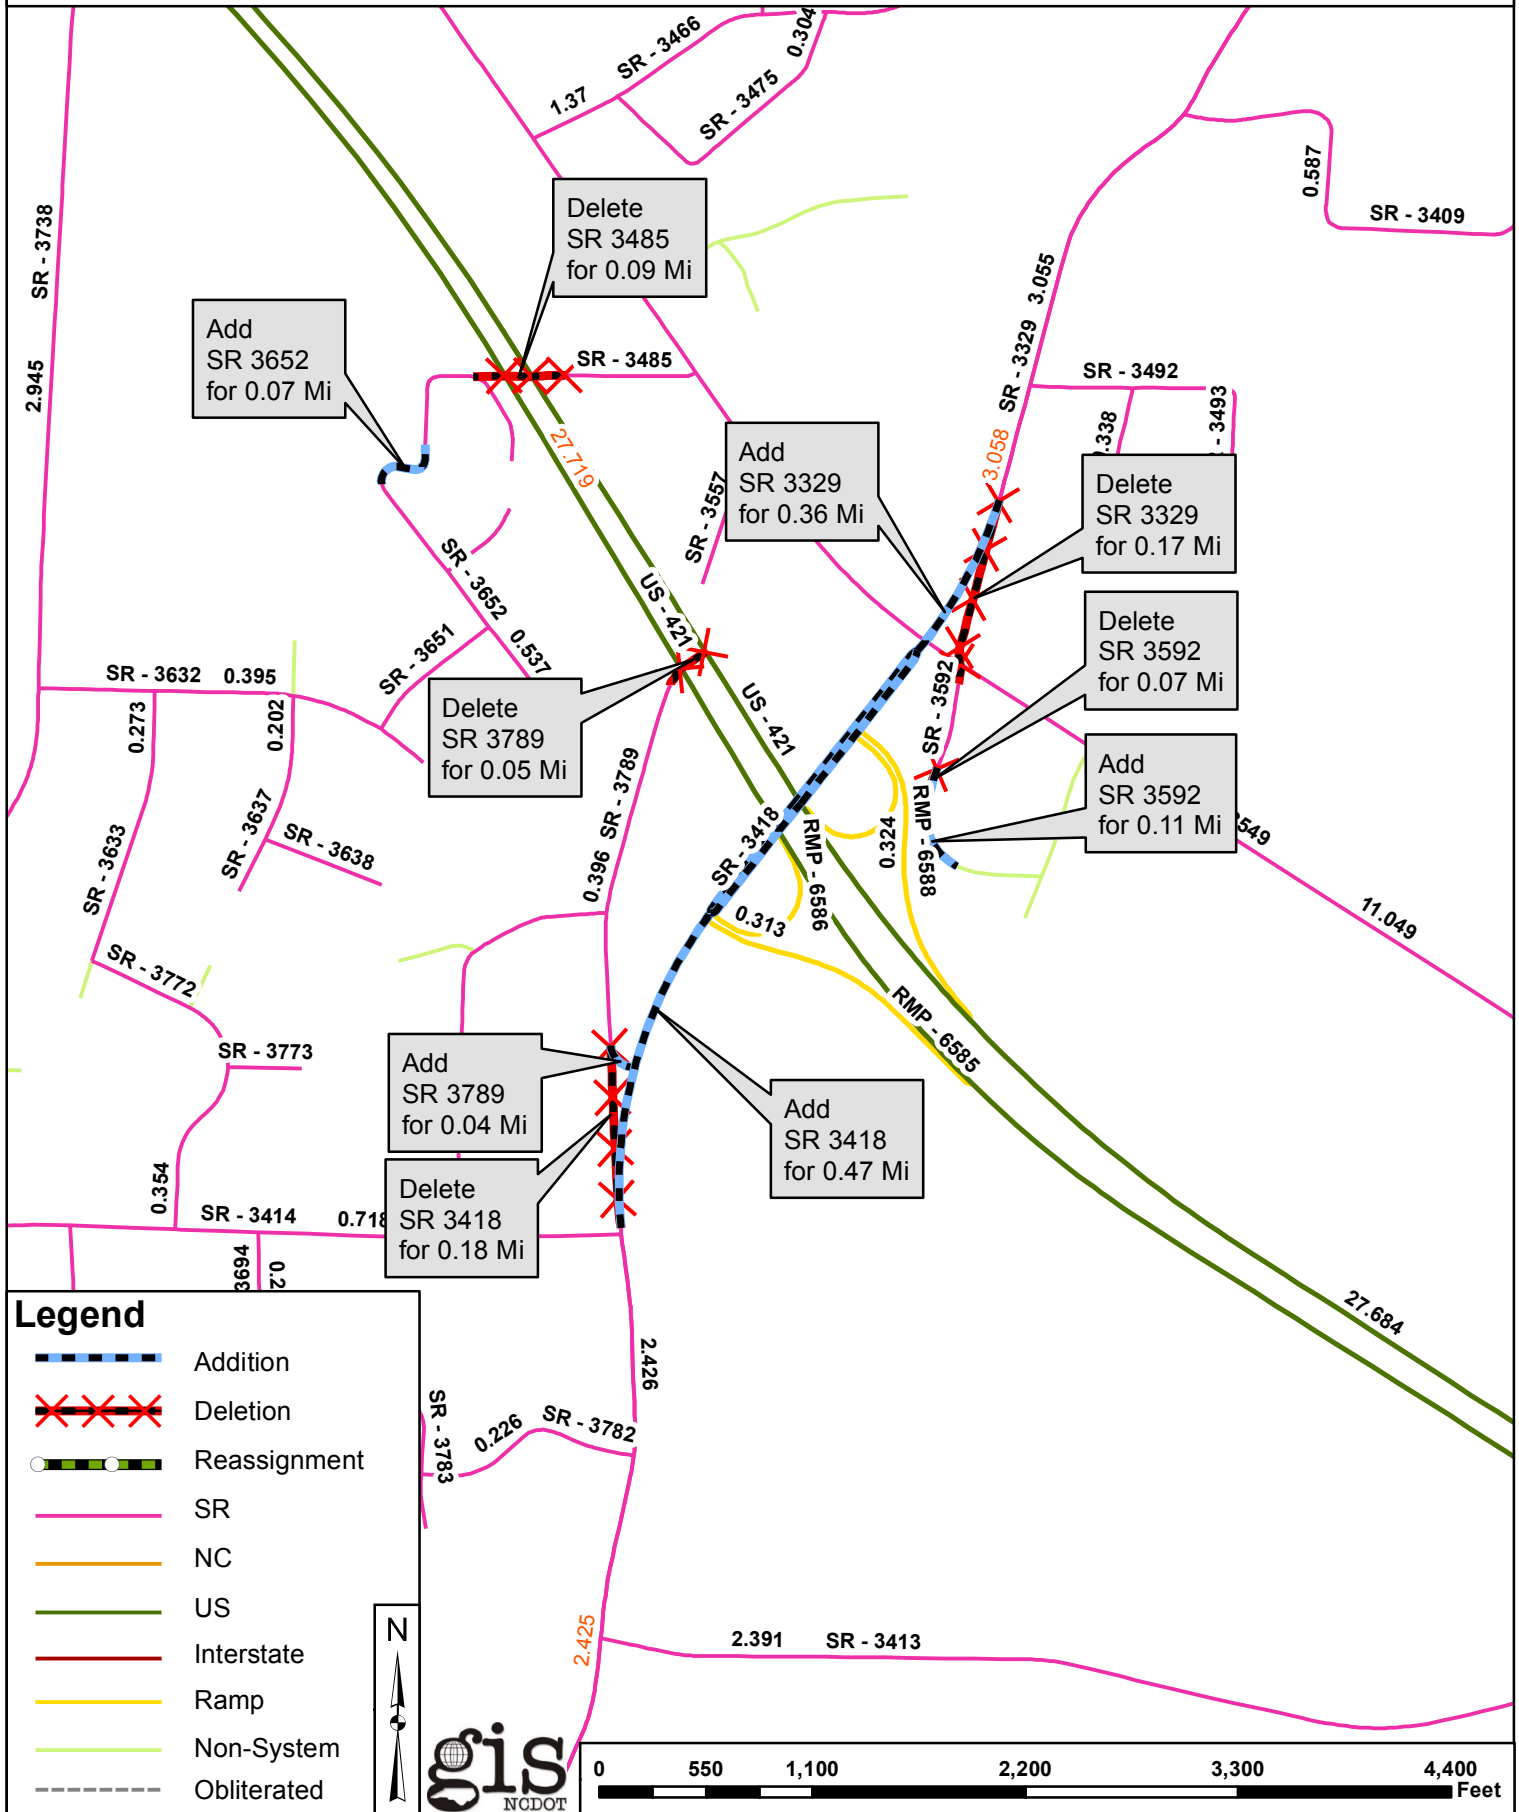 SR - 3466
0.304
1.37
SR - 3475
0.587
SR - 3409
SR - 3738
2.945
Delete
SR 3485
for 0.09 Mi
3.055
SR - 3329
Add
SR 3652
for 0.07 Mi
SR - 3485
SR - 3492
0.338
- 3493
27.719
3.058
SR - 3557
Add
SR 3329
for 0.36 Mi
Delete
SR 3329
for 0.17 Mi
SR - 3652
0.537
US - 421
SR - 3651
Delete
SR 3592
for 0.07 Mi
SR - 3632
0.395
0.273
0.202
Delete
SR 3789
for 0.05 Mi
SR - 3592
US - 421
Add
SR 3592
for 0.11 Mi
SR - 3789
0.396
SR - 3637
SR - 3638
SR - 3633
SR - 3418
RMP - 6586
0.324
RMP - 6588
549
11.049
0.313
SR - 3772
RMP - 6585
SR - 3773
Add
SR 3789
for 0.04 Mi
Add
SR 3418
for 0.47 Mi
Delete
SR 3418
for 0.18 Mi
0.354
SR - 3414
0.718
3694
0.2
27.684
2.426
SR - 3783
0.226
SR - 3782
2.425
2.391
SR - 3413
Legend
Addition
Deletion
Reassignment
SR
NC
US
Interstate
Ramp
Non-System
Obliterated
N
gis
NCDOT
0 550 1,100 2,200 3,300 4,400
Feet